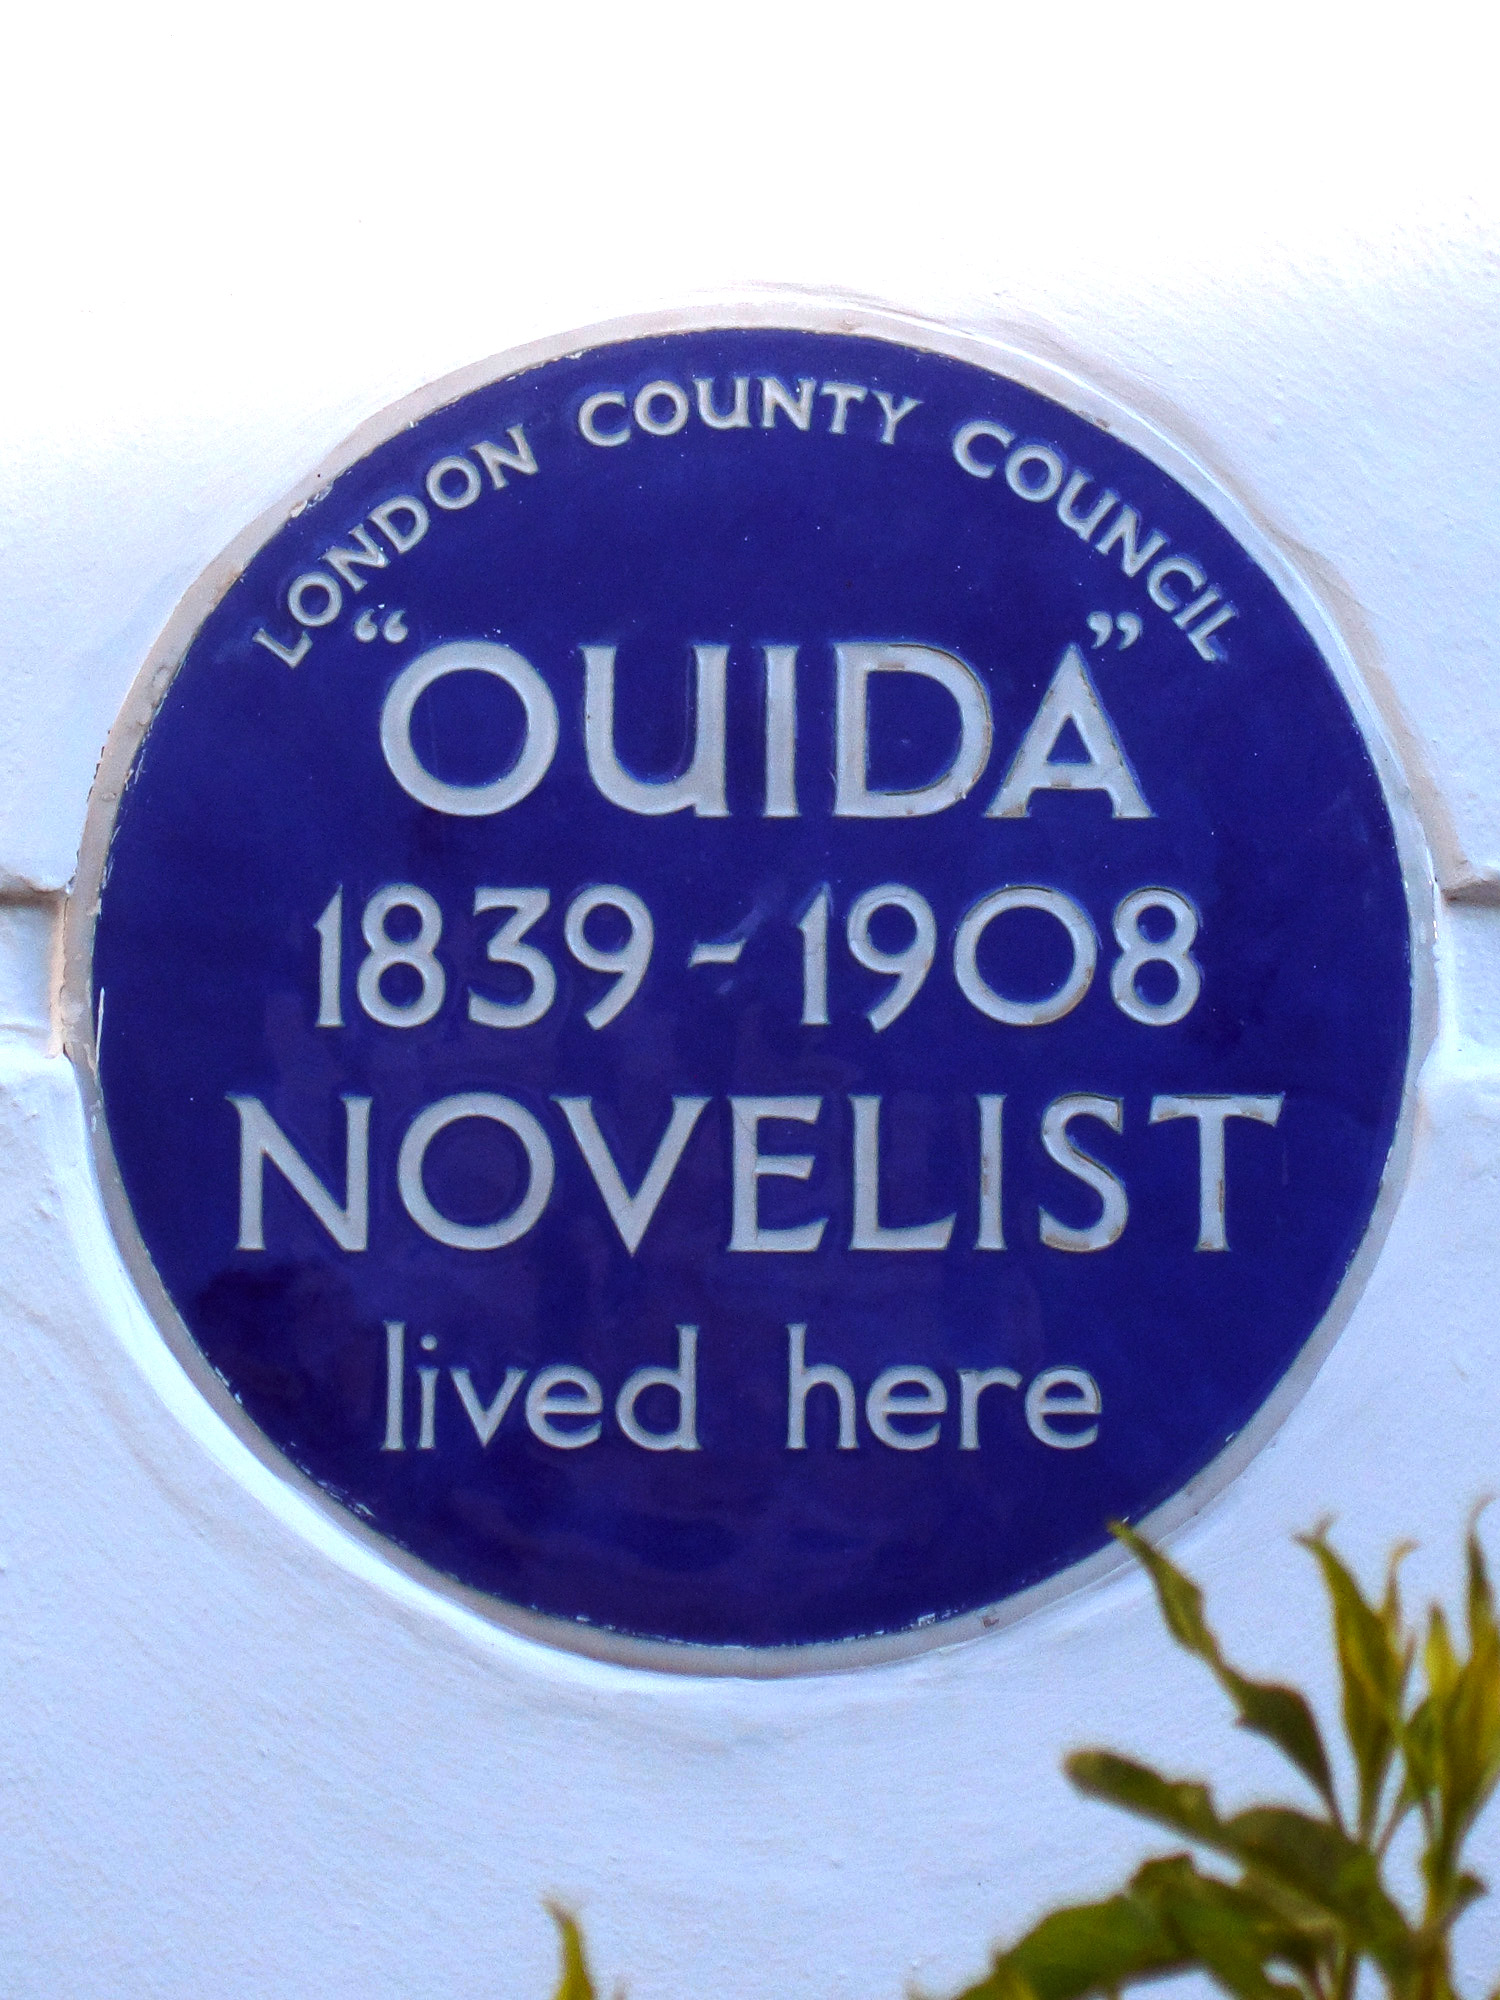 LONDON COUNTY COUNCIL
“OUIDA”
1839-1908
NOVELIST
lived here